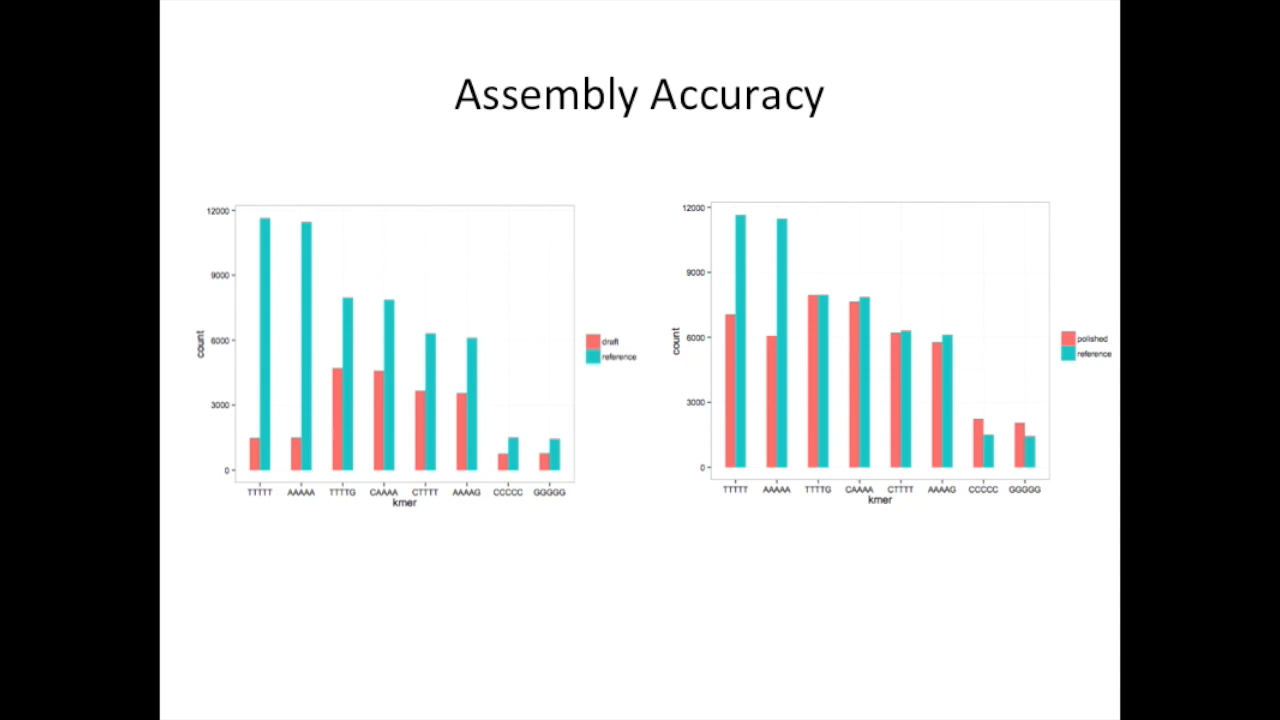 Assembly Accuracy
12000
9000
6000
3000
0
count
TTTTT AAAAA TTTTG CAAAA CTTTT AAAAG CCCCC GGGGG
kmer
draft
reference
12000
9000
6000
3000
0
count
TTTTT AAAAA TTTTG CAAAA CTTTT AAAAG CCCCC GGGGG
kmer
polished
reference